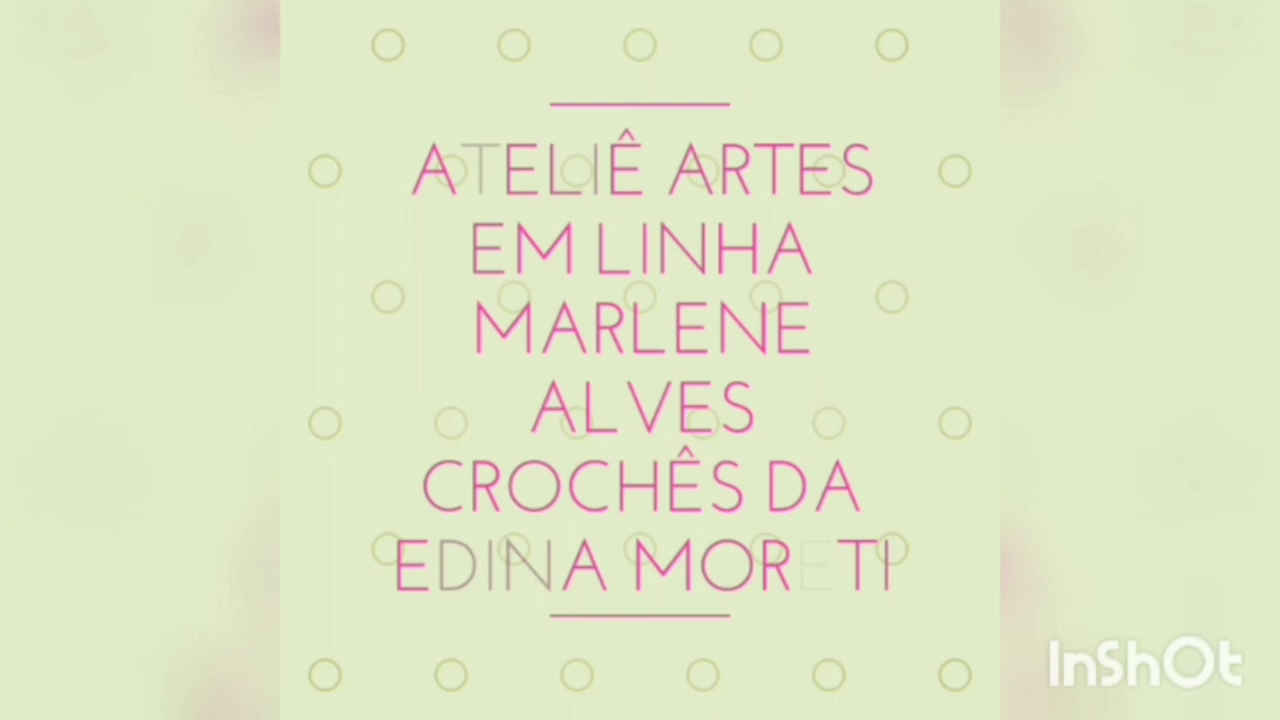 ATELIÊ ARTES
EM LINHA
MARLENE
ALVES
CROCHÊS DA
EDINA MORETI
InShOt